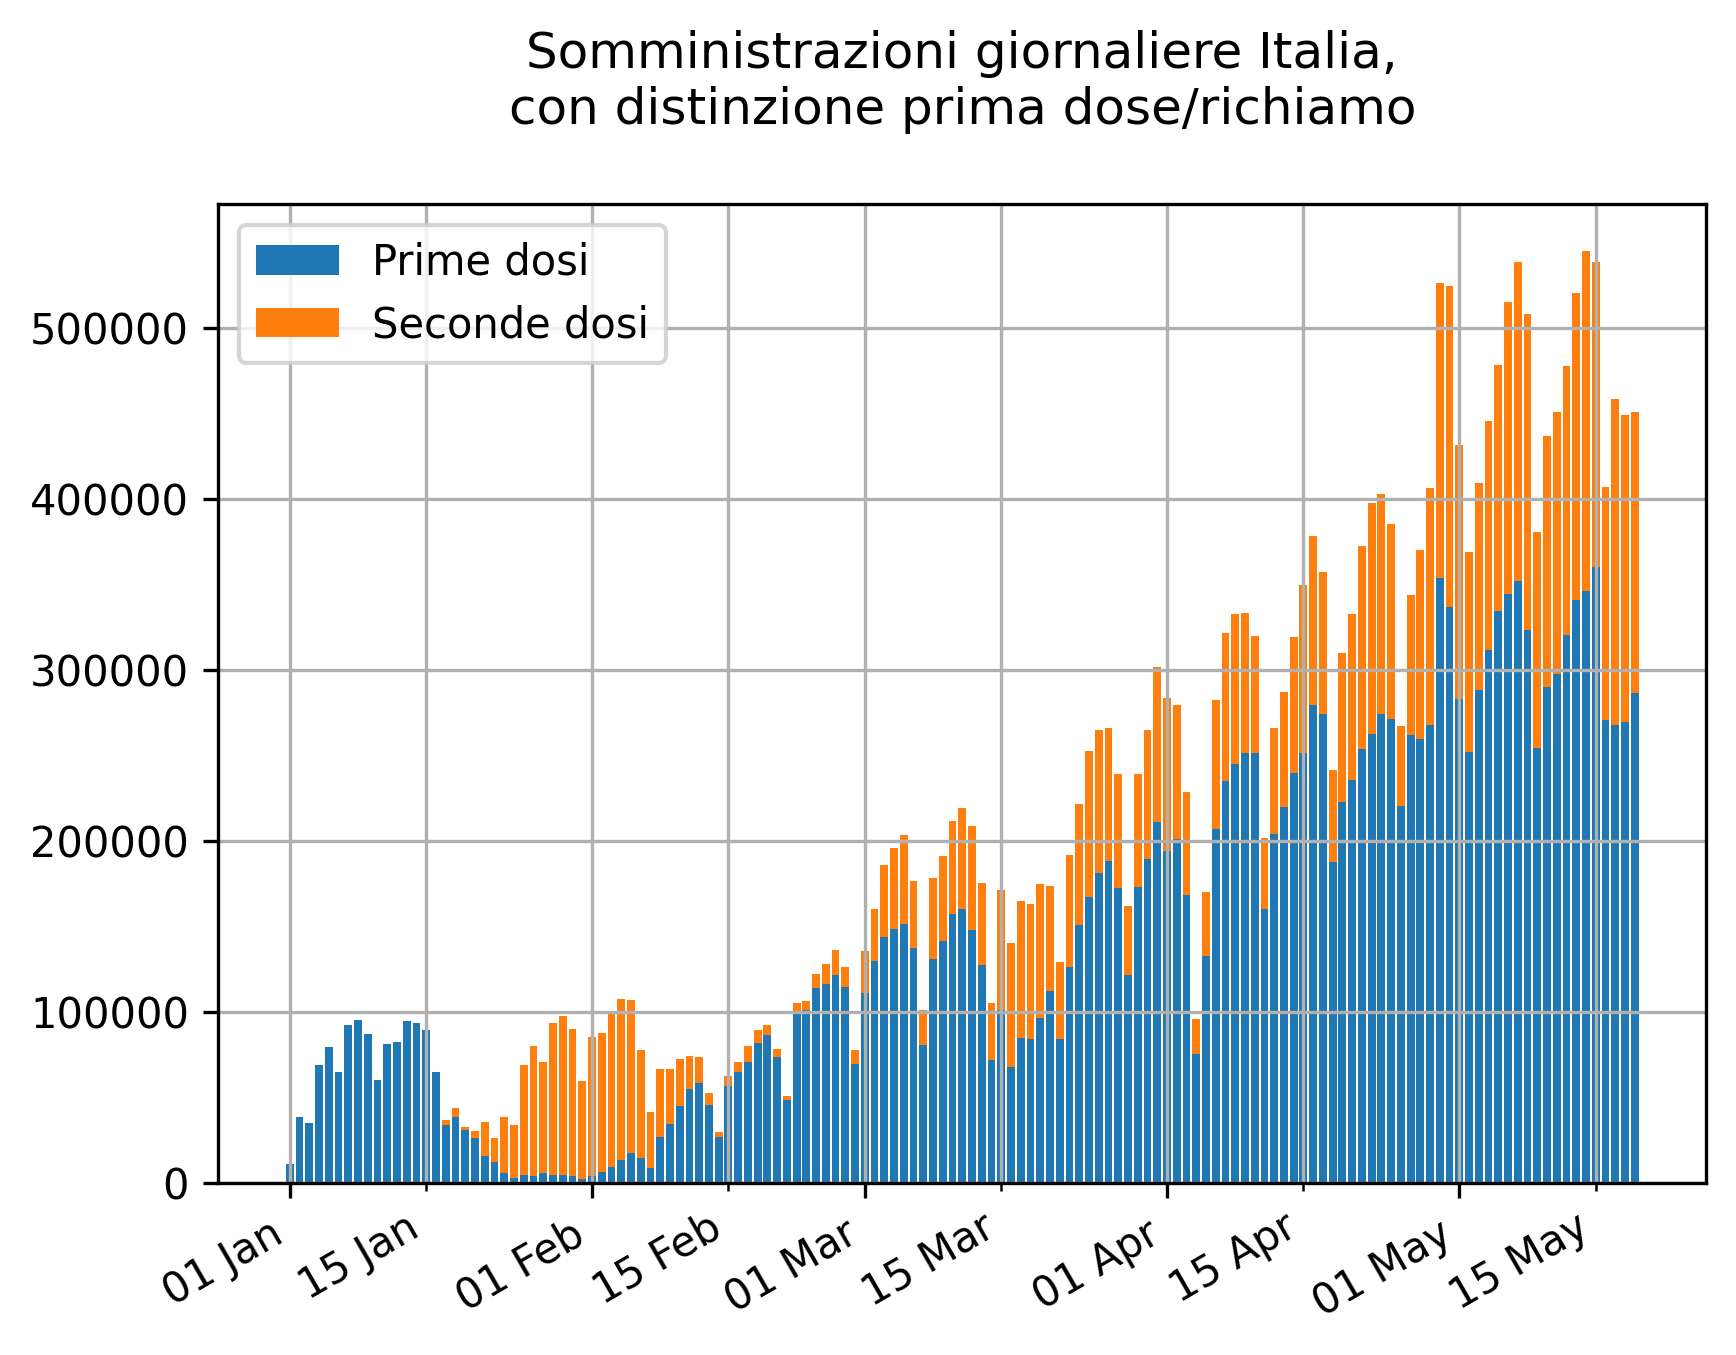 Somministrazioni giornaliere Italia,
con distinzione prima dose/richiamo
Prime dosi
Seconde dosi
500000
400000
300000
200000
100000
0
01 Jan
15 Jan
01 Feb
15 Feb
01 Mar
15 Mar
01 Apr
15 Apr
01 May
15 May